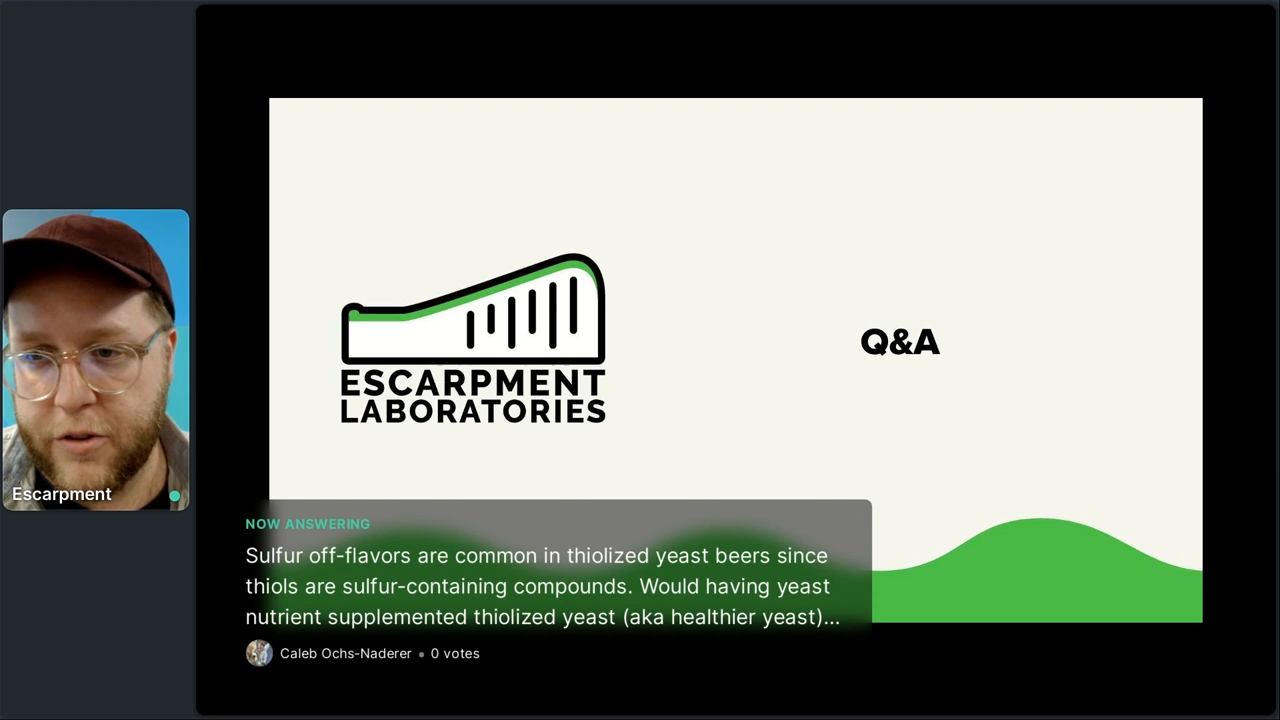 ESCARPMENT
LABORATORIES
Q&A
Escarpment
NOW ANSWERING
Sulfur off-flavors are common in thiolized yeast beers since
thiols are sulfur-containing compounds. Would having yeast
nutrient supplemented thiolized yeast (aka healthier yeast)...
Caleb Ochs-Naderer • 0 votes